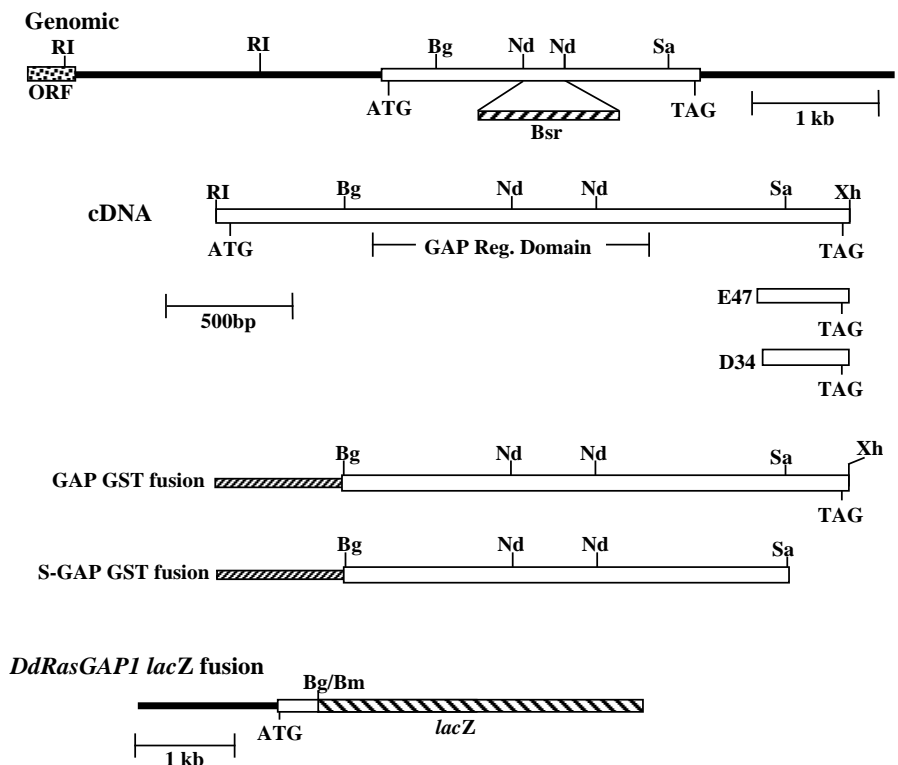 Genomic
RI RI Bg Nd Nd Sa
ORF ATG TAG
Bsr 1 kb
RI Bg Nd Nd Sa Xh
cDNA
ATG GAP Reg. Domain TAG
500bp
E47
TAG
D34
TAG
Bg Nd Nd Sa Xh
GAP GST fusion
TAG
Bg Nd Nd Sa
S-GAP GST fusion
DdRasGAP1 lacZ fusion
Bg/Bm
ATG lacZ
1 kb